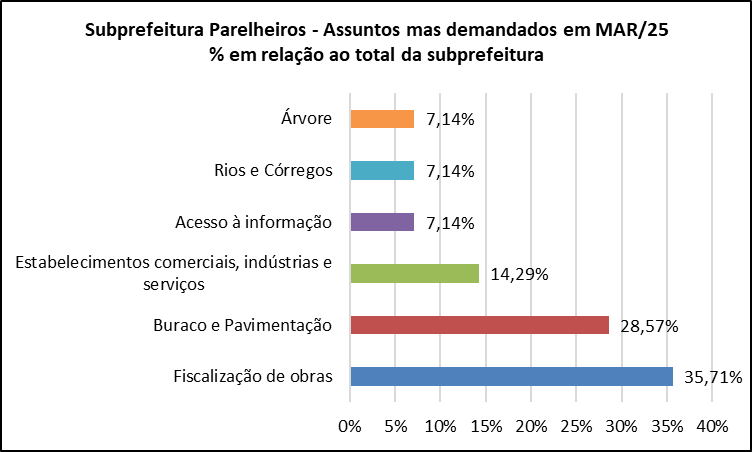 Subprefeitura Parelheiros - Assuntos mas demandados em MAR/25
% em relação ao total da subprefeitura
Árvore 7,14%
Rios e Córregos 7,14%
Acesso à informação 7,14%
Estabelecimentos comerciais, indústrias e
serviços 14,29%
Buraco e Pavimentação 28,57%
Fiscalização de obras 35,71%
0% 5% 10% 15% 20% 25% 30% 35% 40%